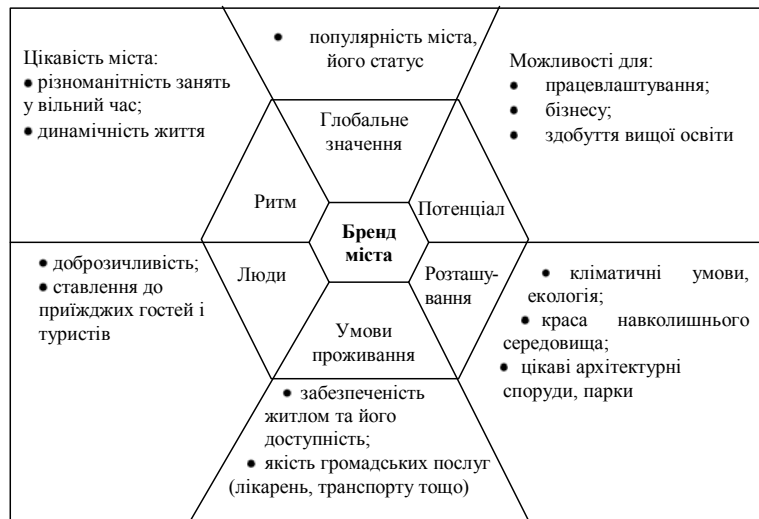 Цікавість міста:
● різноманітність занять
у вільний час;
● динамічність життя
● популярність міста,
його статус
Можливості для:
● працевлаштування;
● бізнесу;
● здобуття вищої освіти
Глобальне
значення
Ритм
Потенціал
Бренд
міста
Люди
Розташу-
вання
Умови
проживання
● доброзичливість;
● ставлення до
приїжджих гостей і
туристів
● кліматичні умови,
екологія;
● краса навколишнього
середовища;
● цікаві архітектурні
споруди, парки
● забезпеченість
житлом та його
доступність;
● якість громадських послуг
(лікарень, транспорту тощо)